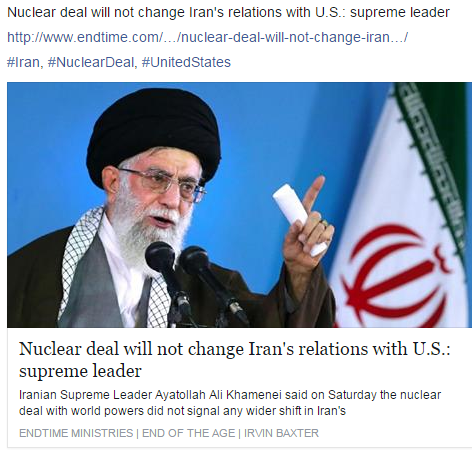 Nuclear deal will not change Iran's relations with U.S.: supreme leader
http://www.endtime.com/…/nuclear-deal-will-not-change-iran…/
#Iran, #NuclearDeal, #UnitedStates
Nuclear deal will not change Iran's relations with U.S.:
supreme leader
Iranian Supreme Leader Ayatollah Ali Khamenei said on Saturday the nuclear
deal with world powers did not signal any wider shift in Iran's
ENDTIME MINISTRIES | END OF THE AGE | IRVIN BAXTER